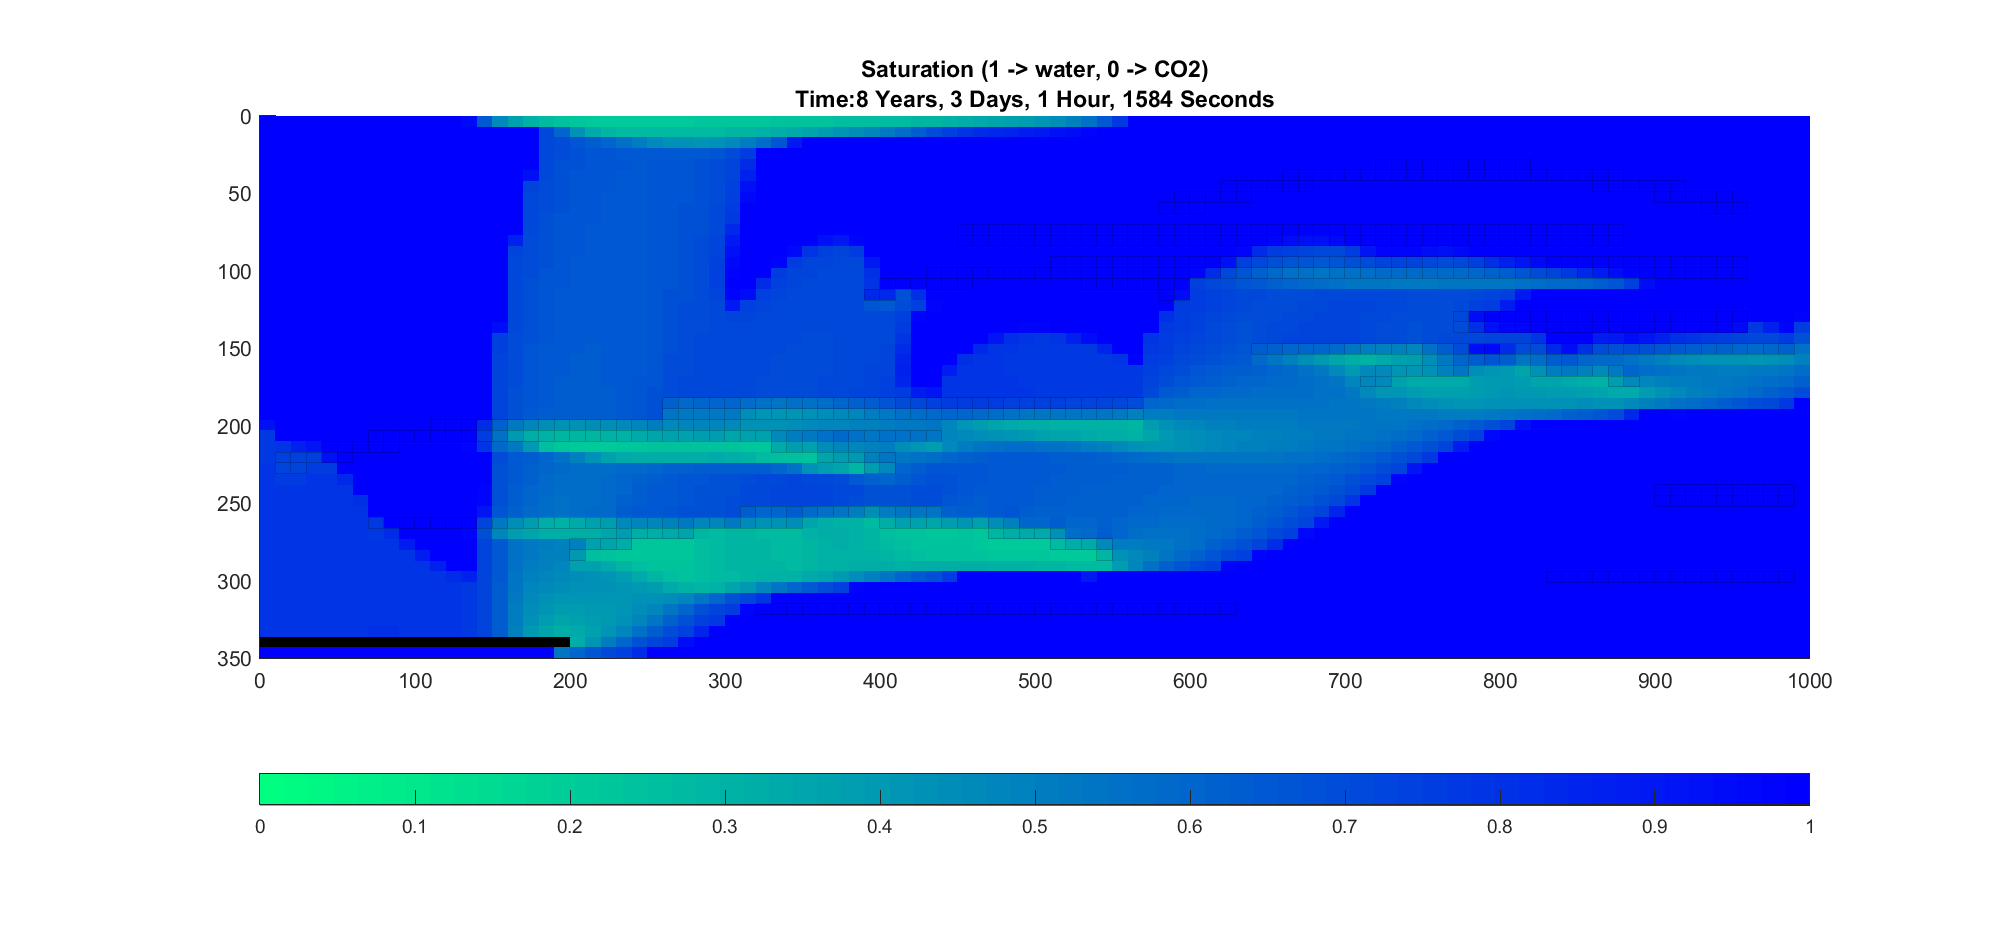 Saturation (1 -> water, 0 -> CO2)
Time:8 Years, 3 Days, 1 Hour, 1584 Seconds
0
50
100
150
200
250
300
350
0 100 200 300 400 500 600 700 800 900 1000
0 0.1 0.2 0.3 0.4 0.5 0.6 0.7 0.8 0.9 1